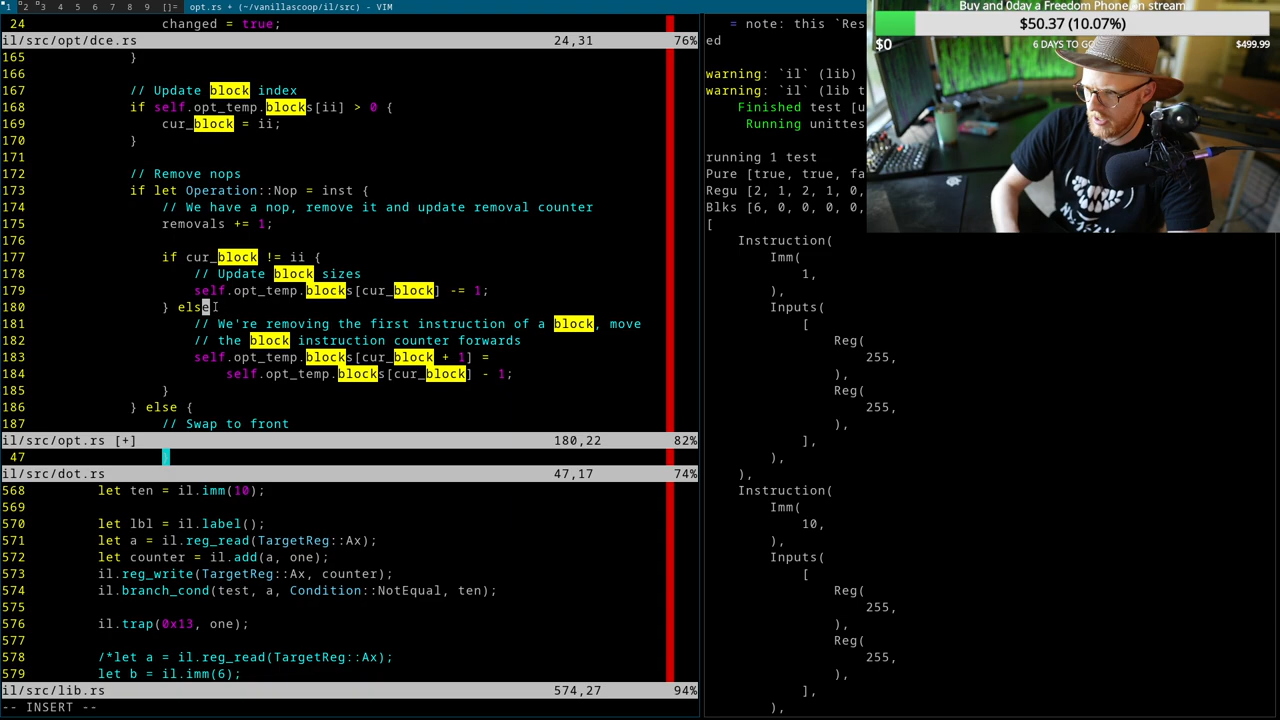 1 2 3 4 5 6 7 8 9 []= opt.rs + (~/vanillascoop/il/src) - VIM
24 changed = true;
il/src/opt/dce.rs 24,31 76%
165 }
166
167 // Update block index
168 if self.opt_temp.blocks[ii] > 0 {
169 cur_block = ii;
170 }
171
172 // Remove nops
173 if let Operation::Nop = inst {
174 // We have a nop, remove it and update removal counter
175 removals += 1;
176
177 if cur_block != ii {
178 // Update block sizes
179 self.opt_temp.blocks[cur_block] -= 1;
180 } else
181 // We're removing the first instruction of a block, move
182 // the block instruction counter forwards
183 self.opt_temp.blocks[cur_block + 1] =
184 self.opt_temp.blocks[cur_block] - 1;
185 }
186 } else {
187 // Swap to front
il/src/opt.rs [+] 180,22 82%
47 }
il/src/dot.rs 47,17 74%
568 let ten = il.imm(10);
569
570 let lbl = il.label();
571 let a = il.reg_read(TargetReg::Ax);
572 let counter = il.add(a, one);
573 il.reg_write(TargetReg::Ax, counter);
574 il.branch_cond(test, a, Condition::NotEqual, ten);
575
576 il.trap(0x13, one);
577
578 /*let a = il.reg_read(TargetReg::Ax);
579 let b = il.imm(6);
il/src/lib.rs 574,27 94%
-- INSERT --
= note: this `Res
ed
warning: `il` (lib)
warning: `il` (lib t
Finished test [u
Running unittes
running 1 test
Pure [true, true, fa
Regu [2, 1, 2, 1, 0,
Blks [6, 0, 0, 0, 0,
[
Instruction(
Imm(
1,
),
Inputs(
[
Reg(
255,
),
Reg(
255,
),
],
),
),
Instruction(
Imm(
10,
),
Inputs(
[
Reg(
255,
),
Reg(
255,
),
],
),
Buy and 0day a Freedom Phone on stream
$50.37 (10.07%)
$0 6 DAYS TO GO $499.99